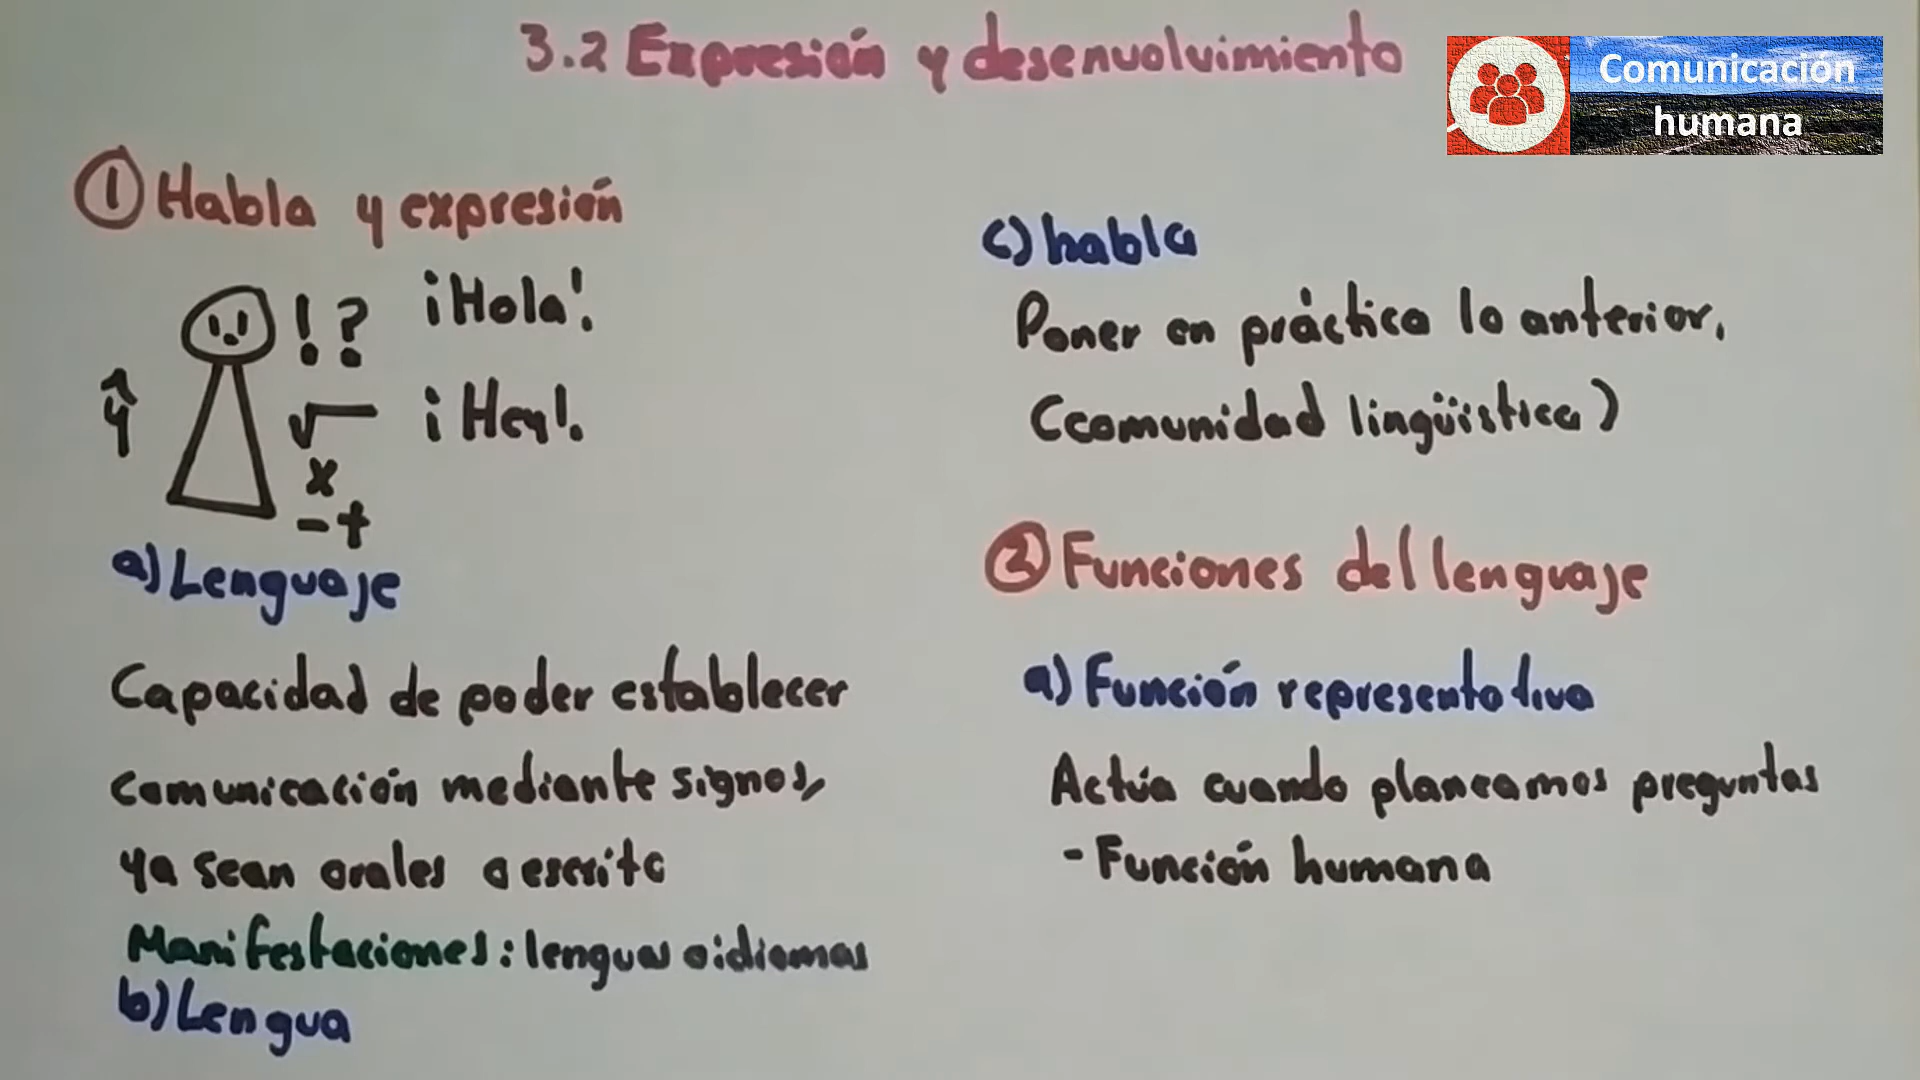 3.2 Expresión y desenvolvimiento
Comunicación
humana
① Habla y expresión
! ? ¡Hola!
ŷ √ ¡Hey!
x
- +
a) Lenguaje
Capacidad de poder establecer
comunicación mediante signos,
ya sean orales o escrito
Manifestaciones: lenguas o idiomas
b) Lengua
c) habla
Poner en práctica lo anterior.
(comunidad lingüistica)
② Funciones del lenguaje
a) Función representativa
Actúa cuando planeamos preguntas
- Función humana